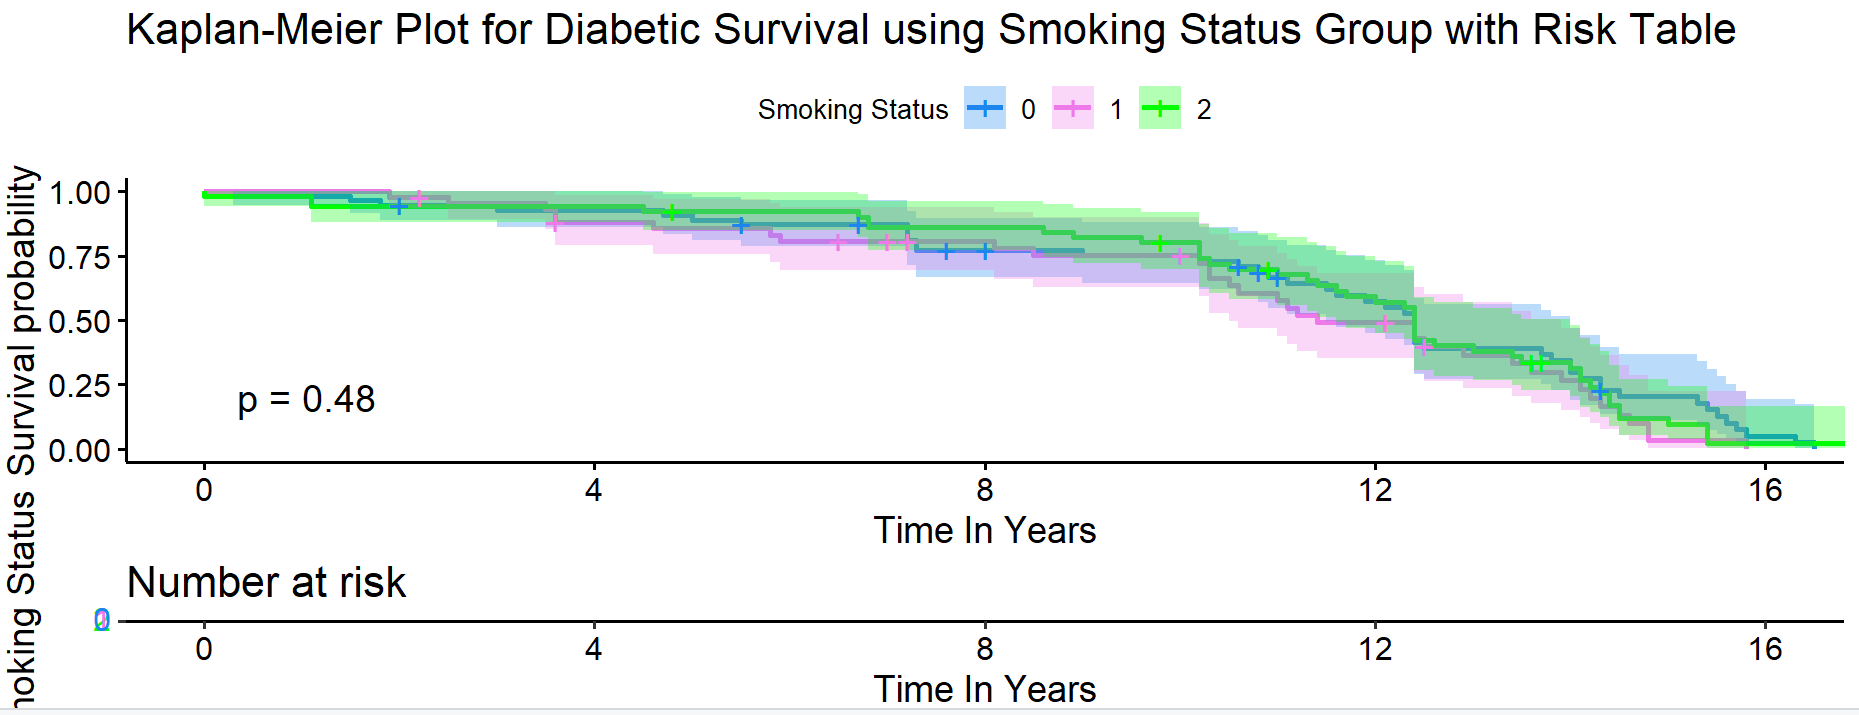 Kaplan-Meier Plot for Diabetic Survival using Smoking Status Group with Risk Table
Smoking Status 0 1 2
Survival probability
1.00
0.75
0.50
0.25
0.00
p = 0.48
0 4 8 12 16
Time In Years
Number at risk
moking Status
0 4 8 12 16
Time In Years